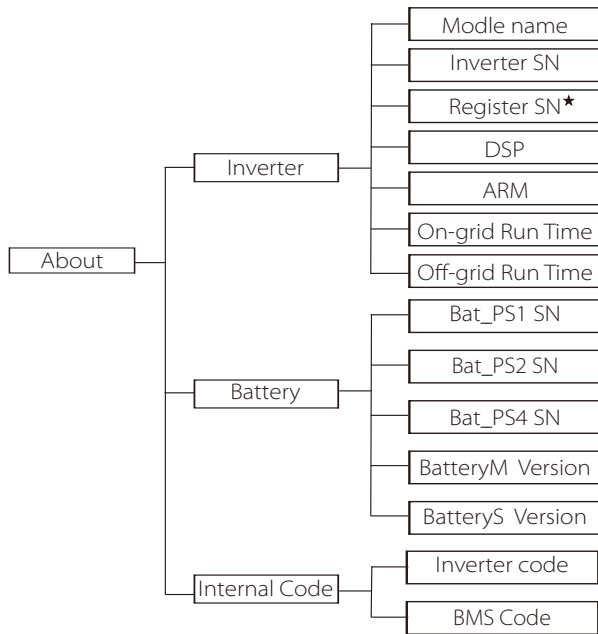 Modle name
Inverter SN
Register SN★
DSP
Inverter
ARM
On-grid Run Time
About
Off-grid Run Time
Bat_PS1 SN
Bat_PS2 SN
Battery
Bat_PS4 SN
BatteryM Version
BatteryS Version
Inverter code
Internal Code
BMS Code